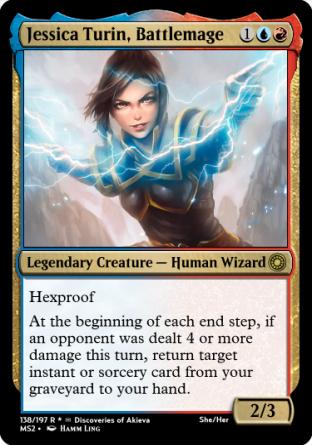 Jessica Turin, Battlemage 1
Legendary Creature — Human Wizard
Hexproof
At the beginning of each end step, if
an opponent was dealt 4 or more
damage this turn, return target
instant or sorcery card from your
graveyard to your hand.
2/3
138/197 R * = Discoveries of Akieva She/Her
MS2 • HAMM LING